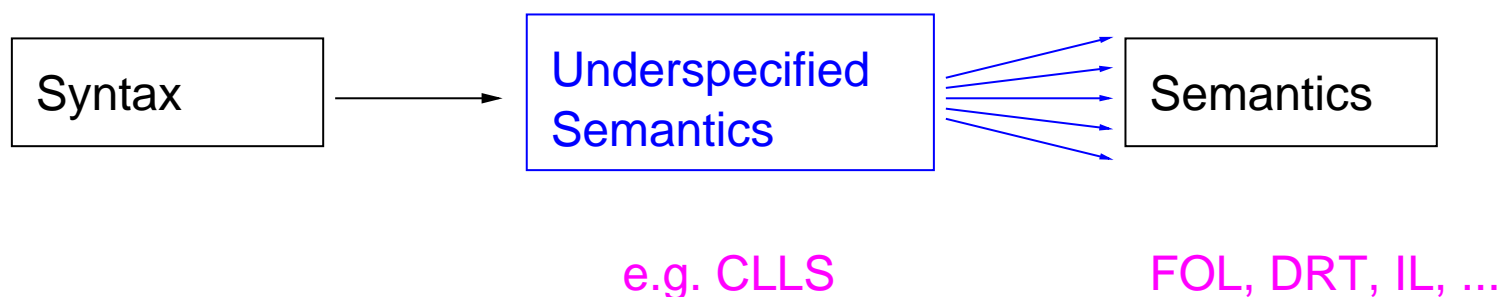 Syntax
Underspecified
Semantics
Semantics
e.g. CLLS
FOL, DRT, IL, ...